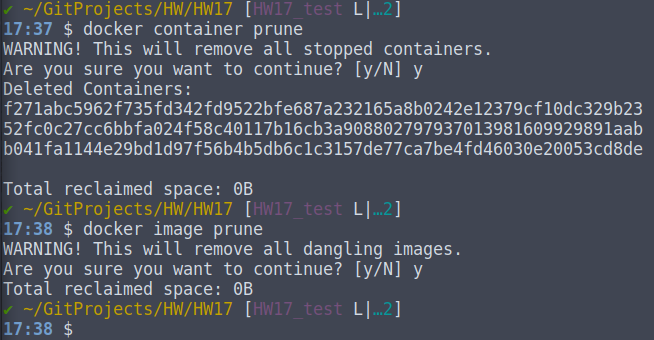 ✔ ~/GitProjects/HW/HW17 [HW17_test L|…2]
17:37 $ docker container prune
WARNING! This will remove all stopped containers.
Are you sure you want to continue? [y/N] y
Deleted Containers:
f271abc5962f735fd342fd9522bfe687a232165a8b0242e12379cf10dc329b23
52fc0c27cc6bbfa024f58c40117b16cb3a908802797937013981609929891aab
b041fa1144e29bd1d97f56b4b5db6c1c3157de77ca7be4fd46030e20053cd8de
Total reclaimed space: 0B
✔ ~/GitProjects/HW/HW17 [HW17_test L|…2]
17:38 $ docker image prune
WARNING! This will remove all dangling images.
Are you sure you want to continue? [y/N] y
Total reclaimed space: 0B
✔ ~/GitProjects/HW/HW17 [HW17_test L|…2]
17:38 $